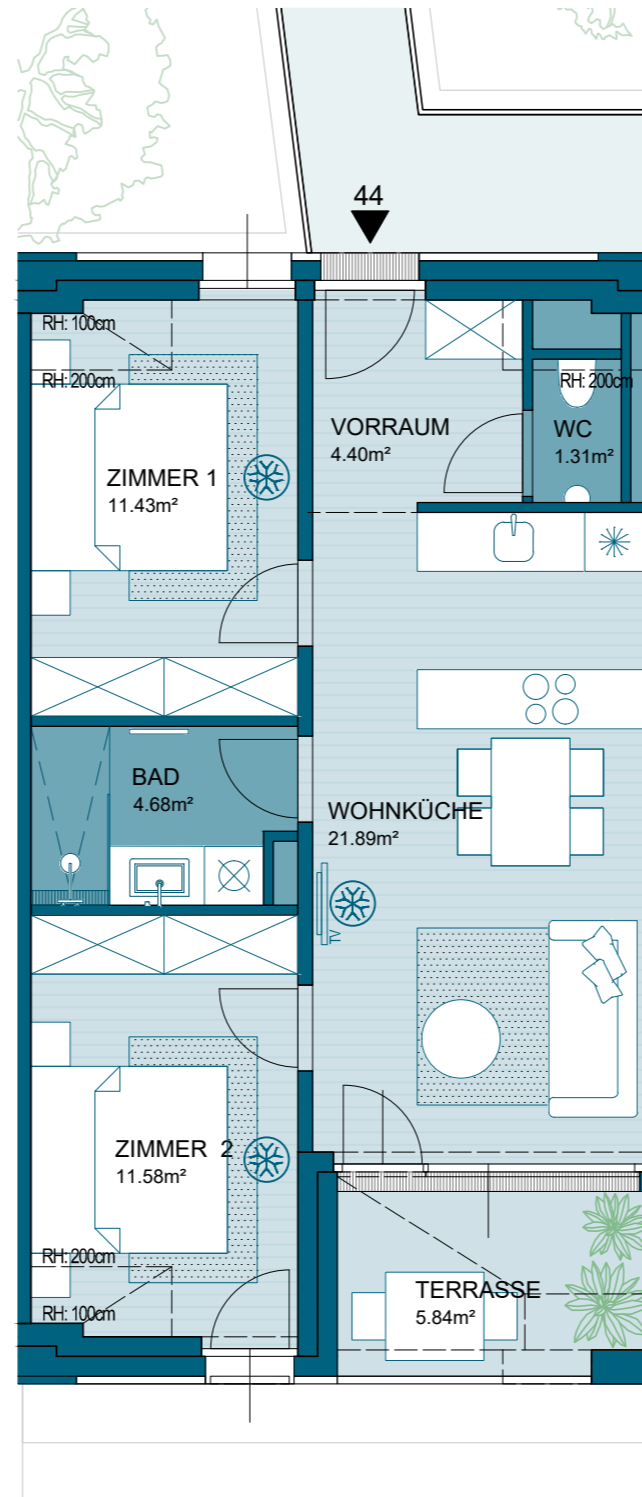 44
RH: 100cm
RH: 200cm
RH: 200cm
VORRAUM
4.40m²
WC
1.31m²
ZIMMER 1
11.43m²
BAD
4.68m²
WOHNKÜCHE
21.89m²
TV
ZIMMER 2
11.58m²
RH: 200cm
RH: 100cm
TERRASSE
5.84m²